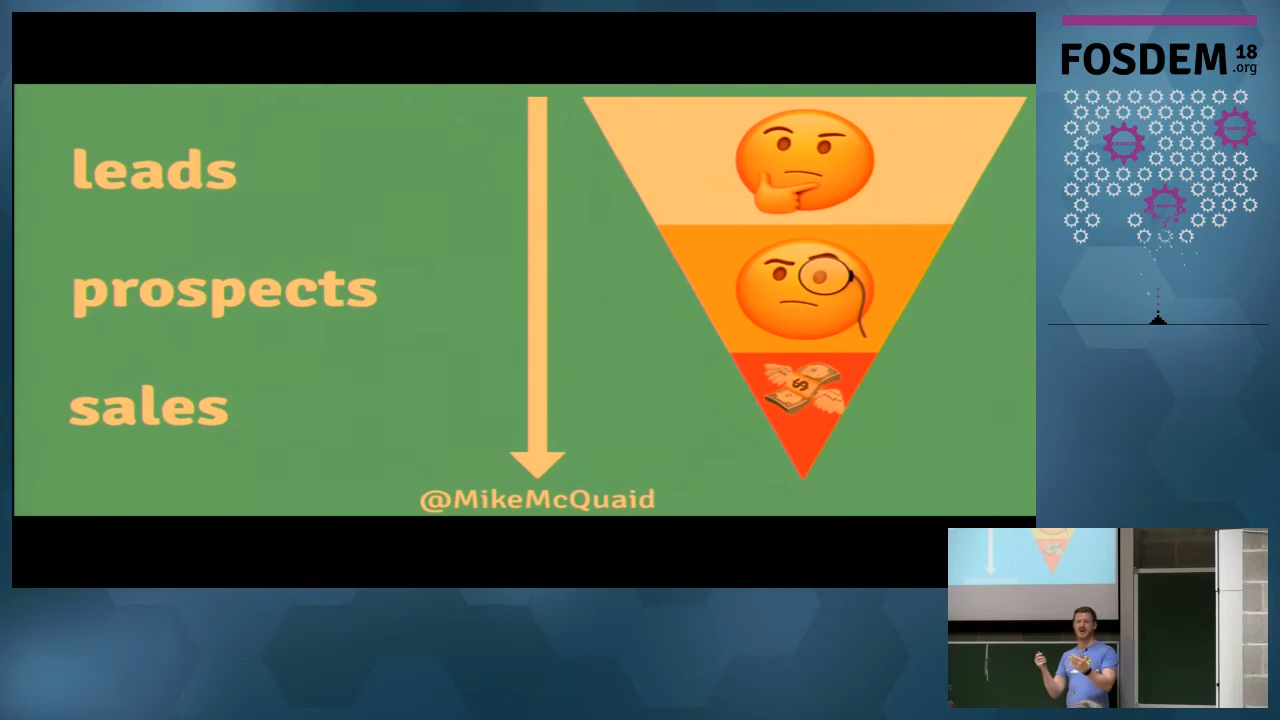 leads
prospects
sales
@MikeMcQuaid
FOSDEM 18
.org